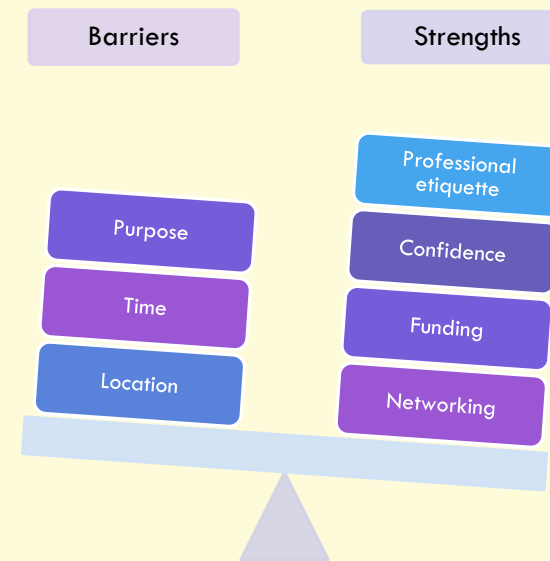 Barriers
Strengths
Purpose
Time
Location
Professional
etiquette
Confidence
Funding
Networking